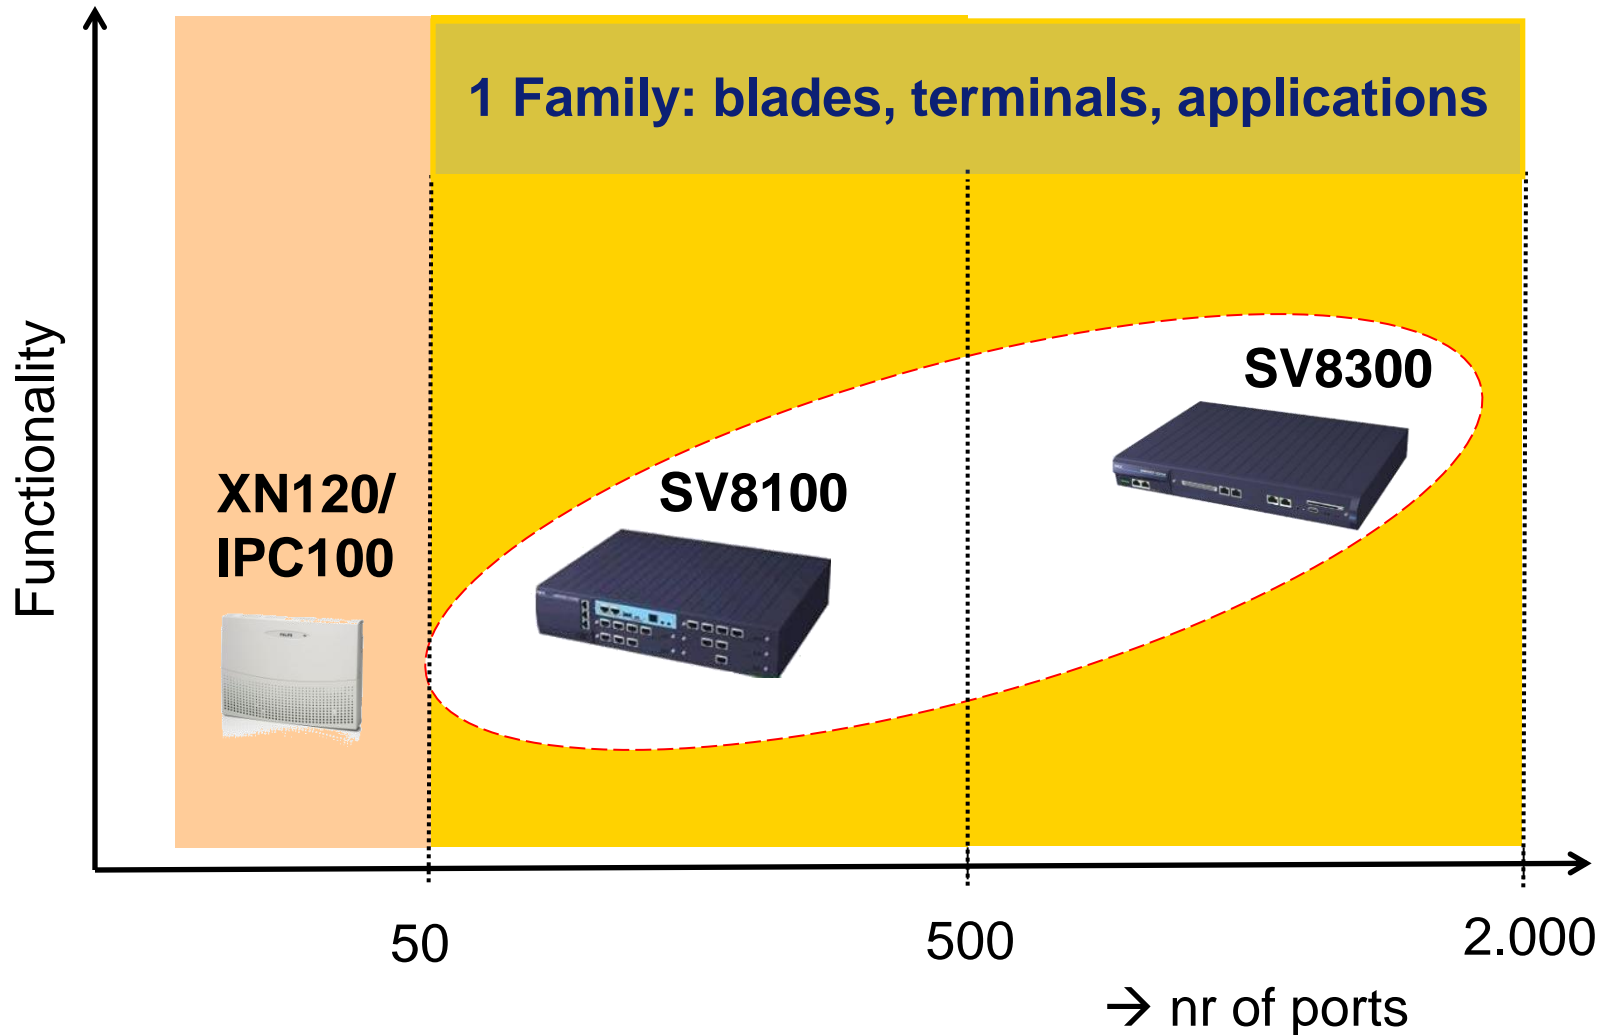 1 Family: blades, terminals, applications
Functionality
SV8300
SV8100
XN120/
IPC100
50
500
2.000
→ nr of ports